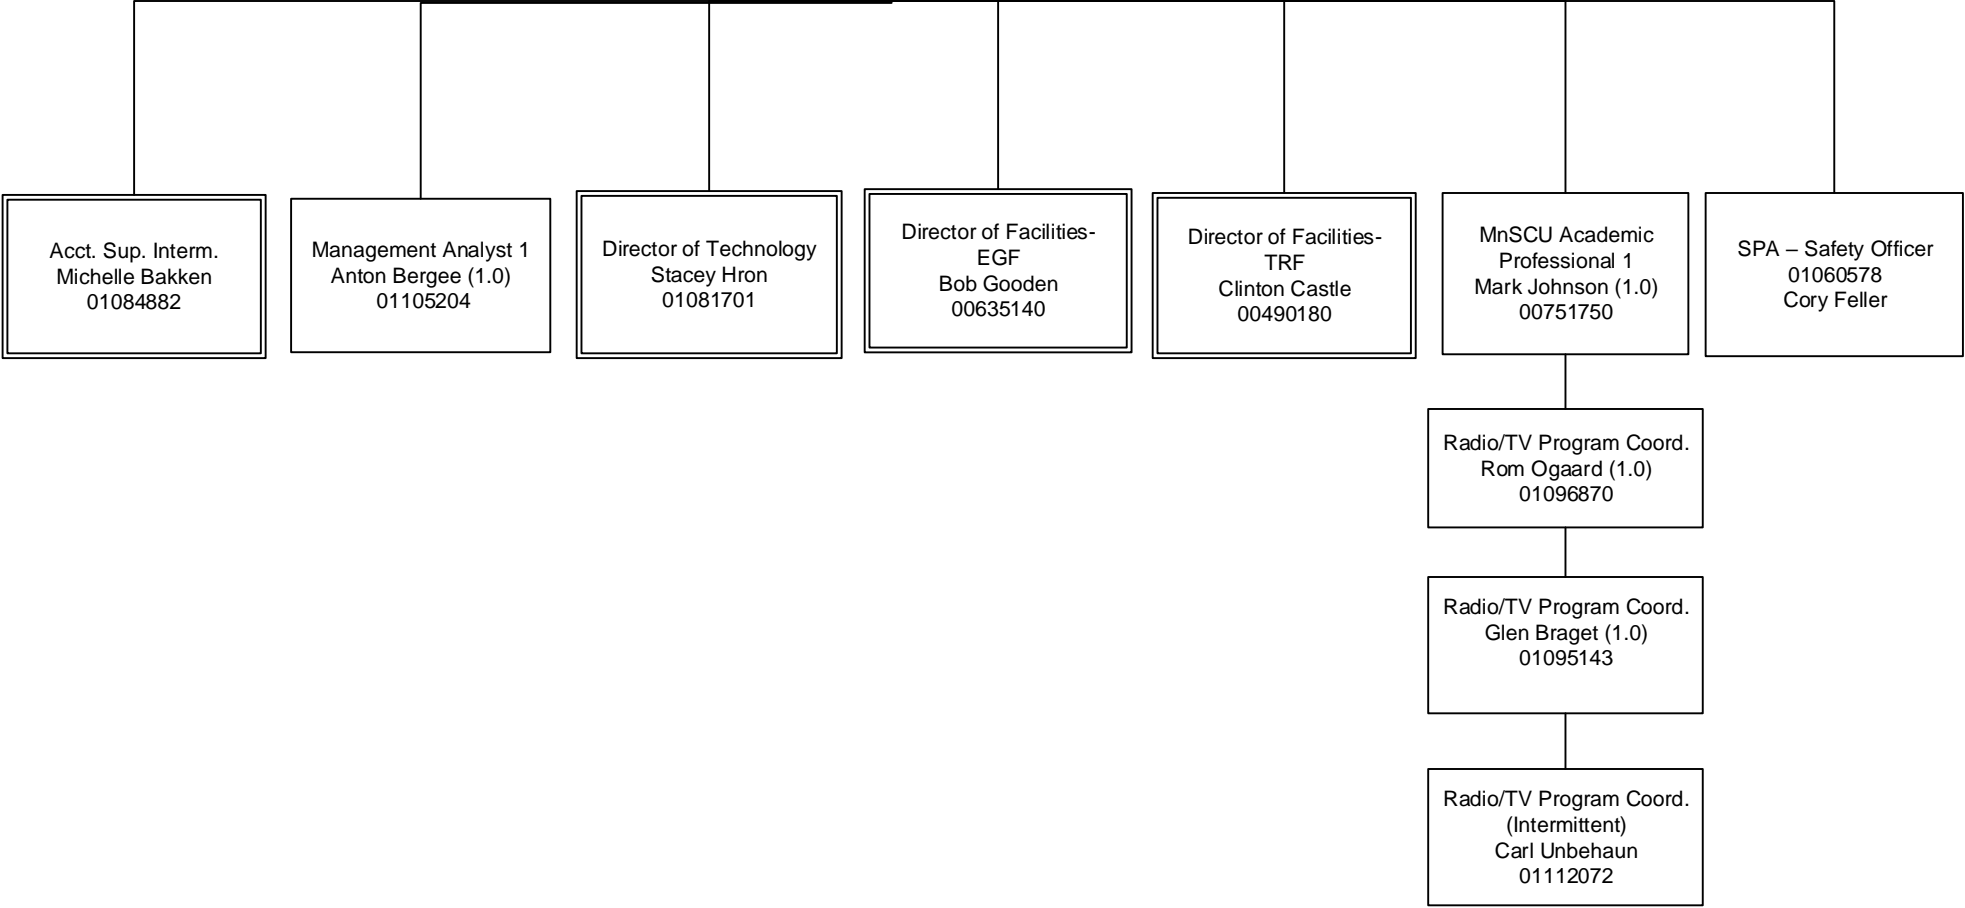 Acct. Sup. Interm.
Michelle Bakken
01084882
Management Analyst 1
Anton Bergee (1.0)
01105204
Director of Technology
Stacey Hron
01081701
Director of Facilities-
EGF
Bob Gooden
00635140
Director of Facilities-
TRF
Clinton Castle
00490180
MnSCU Academic
Professional 1
Mark Johnson (1.0)
00751750
SPA – Safety Officer
01060578
Cory Feller
Radio/TV Program Coord.
Rom Ogaard (1.0)
01096870
Radio/TV Program Coord.
Glen Braget (1.0)
01095143
Radio/TV Program Coord.
(Intermittent)
Carl Unbehaun
01112072